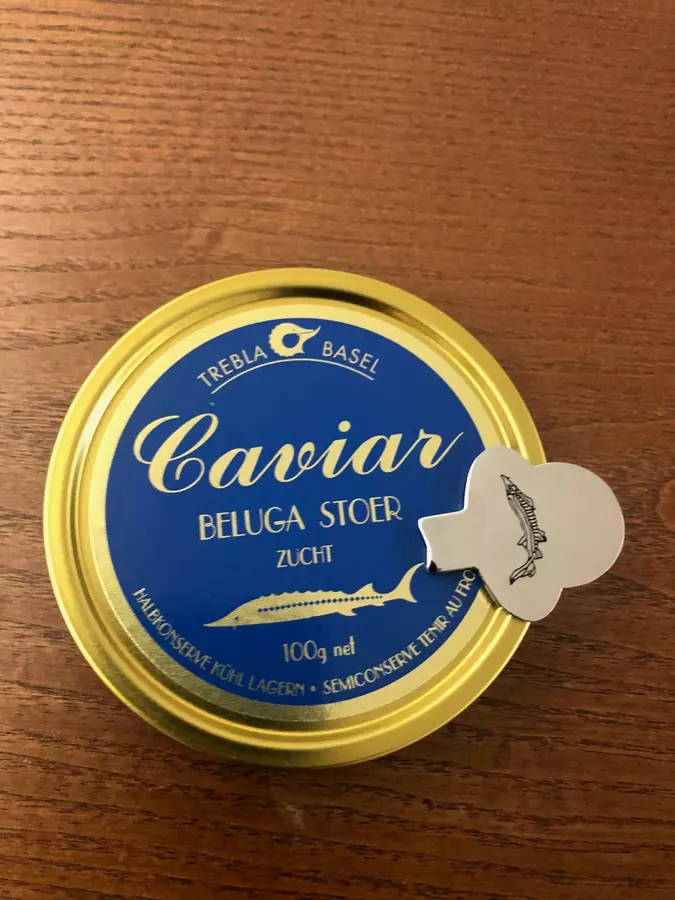 TREBLA BASEL
Caviar
BELUGA STOER
ZUCHT
100g net
HALBKONSERVE KÜHL LAGERN • SEMICONSERVE TENIR AU